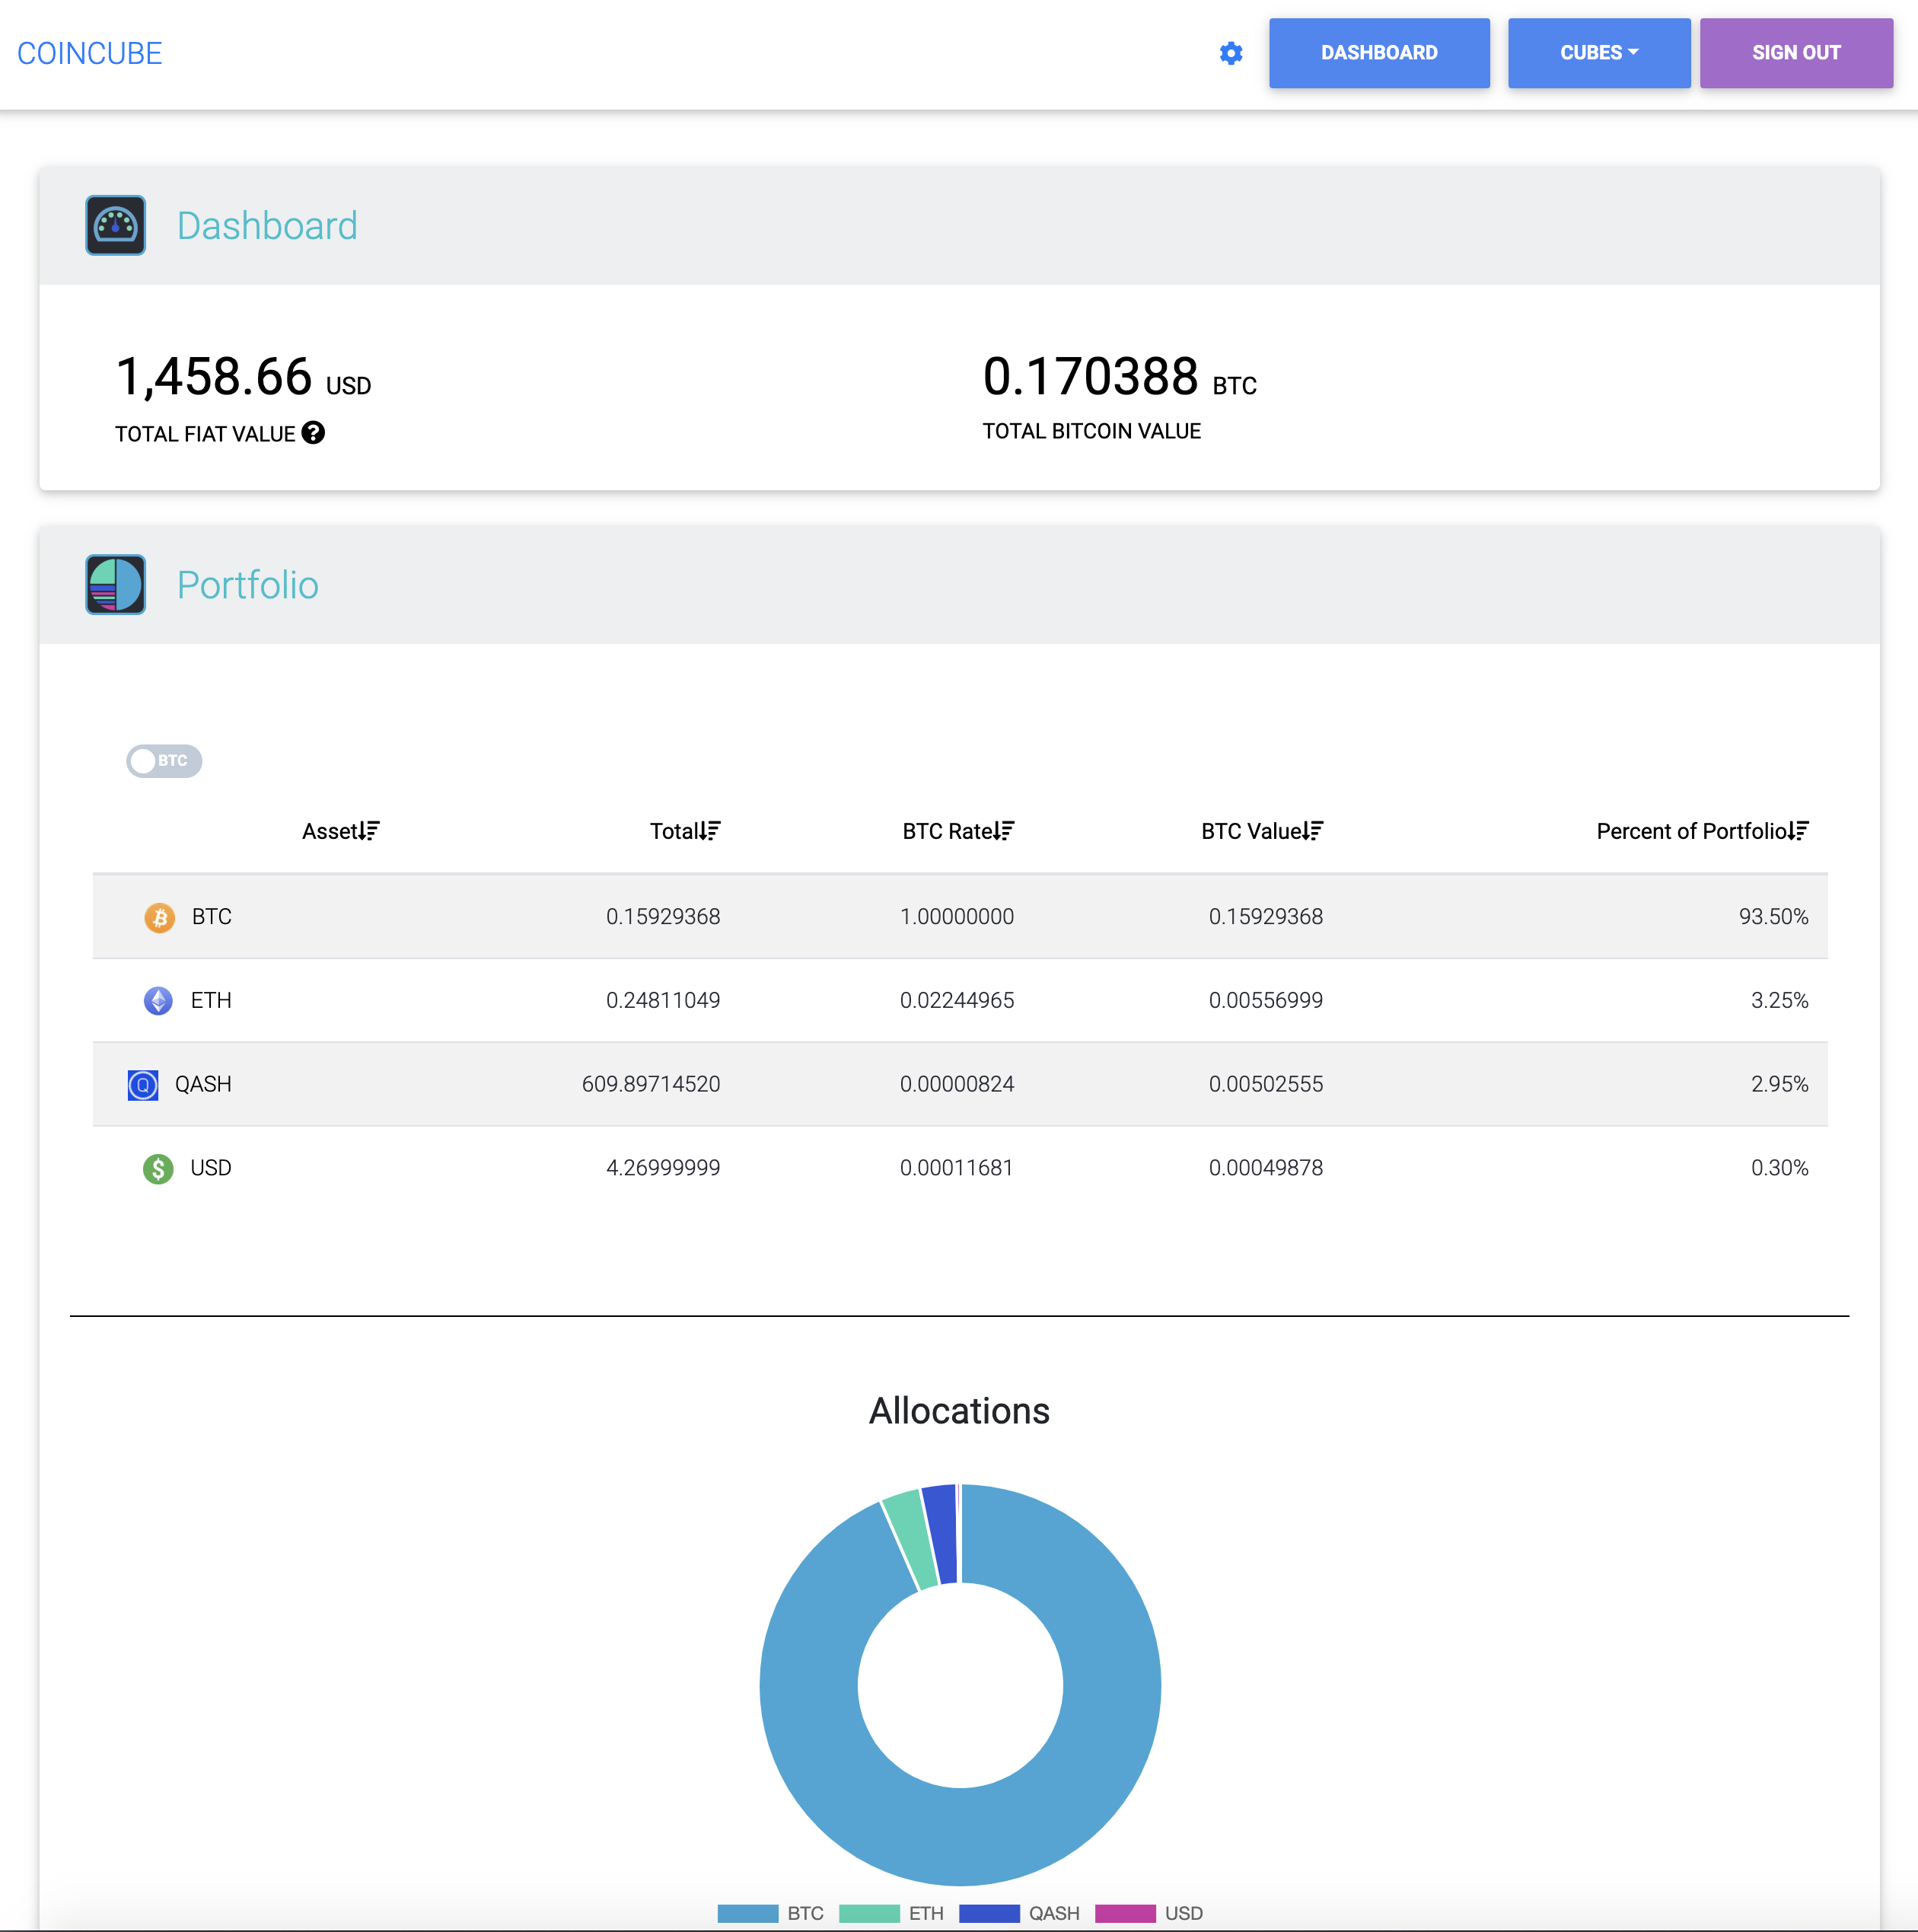 COINCUBE DASHBOARD CUBES SIGN OUT
Dashboard
1,458.66 USD 0.170388 BTC
TOTAL FIAT VALUE ? TOTAL BITCOIN VALUE
Portfolio
BTC
Asset Total BTC Rate BTC Value Percent of Portfolio
BTC 0.15929368 1.00000000 0.15929368 93.50%
ETH 0.24811049 0.02244965 0.00556999 3.25%
QASH 609.89714520 0.00000824 0.00502555 2.95%
USD 4.26999999 0.00011681 0.00049878 0.30%
Allocations
BTC ETH QASH USD